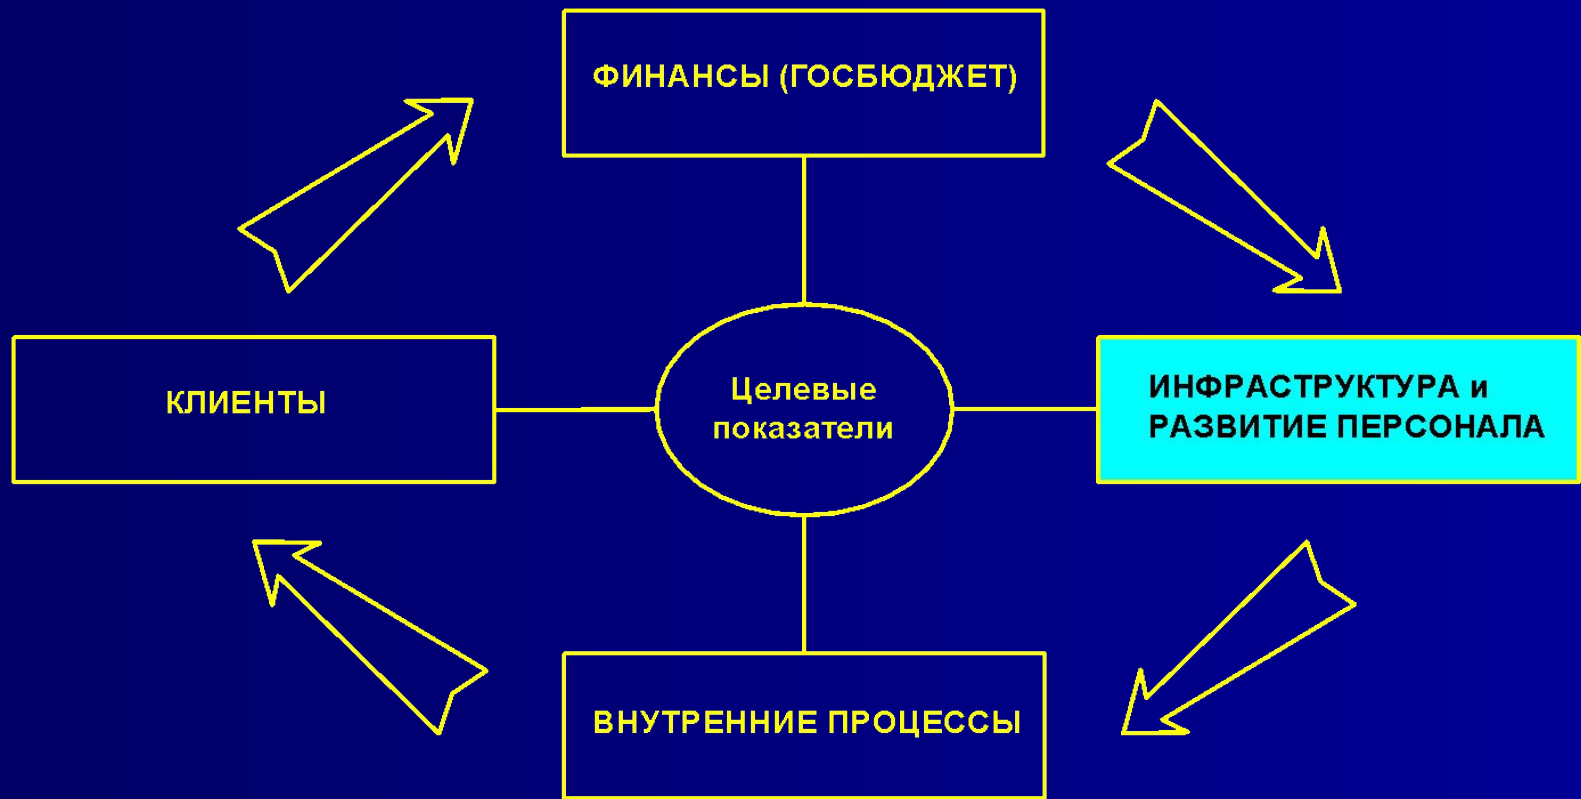 ФИНАНСЫ (ГОСБЮДЖЕТ)
КЛИЕНТЫ
Целевые
показатели
ИНФРАСТРУКТУРА и
РАЗВИТИЕ ПЕРСОНАЛА
ВНУТРЕННИЕ ПРОЦЕССЫ